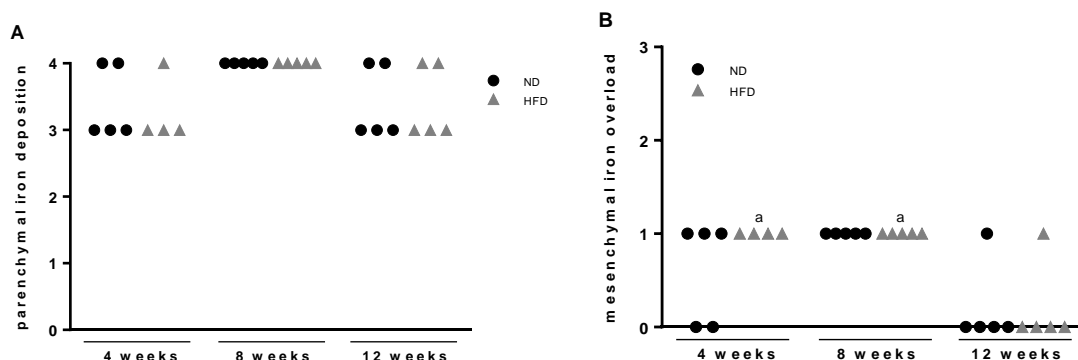 A
parenchymal iron deposition
4
3
2
1
0
ND
HFD
4 weeks
8 weeks
12 weeks
B
mesenchymal iron overload
3
2
1
0
ND
HFD
a
a
4 weeks
8 weeks
12 weeks